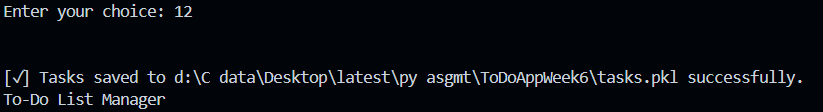 Enter your choice: 12
[✓] Tasks saved to d:\C data\Desktop\latest\py asgmt\ToDoAppWeek6\tasks.pkl successfully.
To-Do List Manager